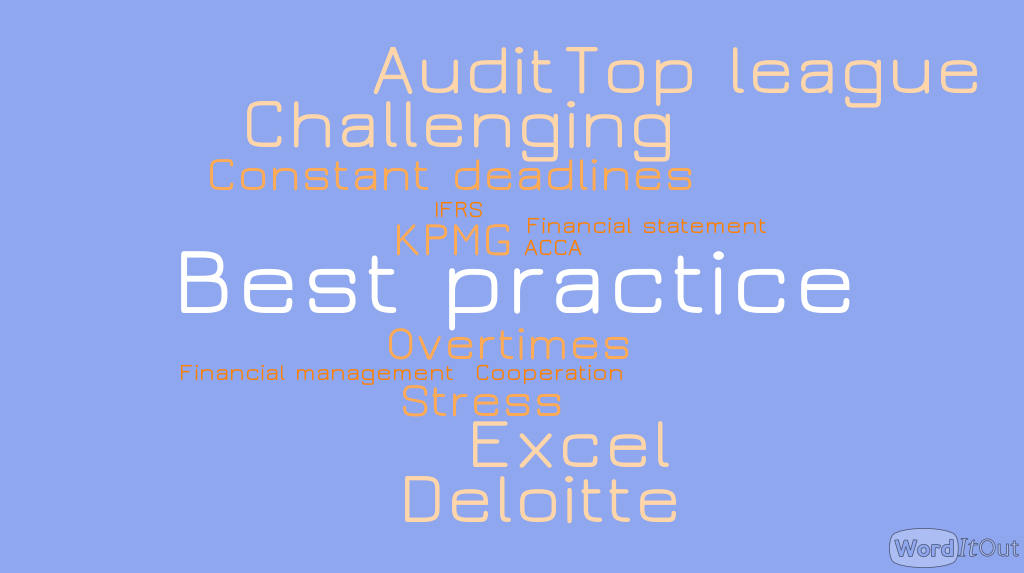 Audit Top league
Challenging
Constant deadlines
IFRS
KPMG Financial statement
ACCA
Best practice
Overtimes
Financial management Cooperation
Stress
Excel
Deloitte
WordItOut